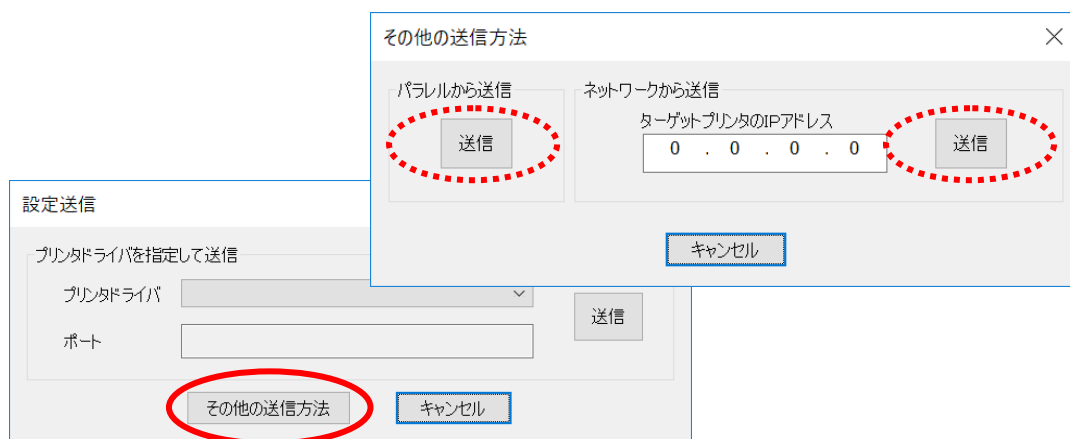 その他の送信方法
パラレルから送信
ネットワークから送信
ターゲットプリンタのIPアドレス
送信
0 . 0 . 0 . 0
送信
キャンセル
設定送信
プリンタドライバを指定して送信
プリンタドライバ
送信
ポート
その他の送信方法
キャンセル